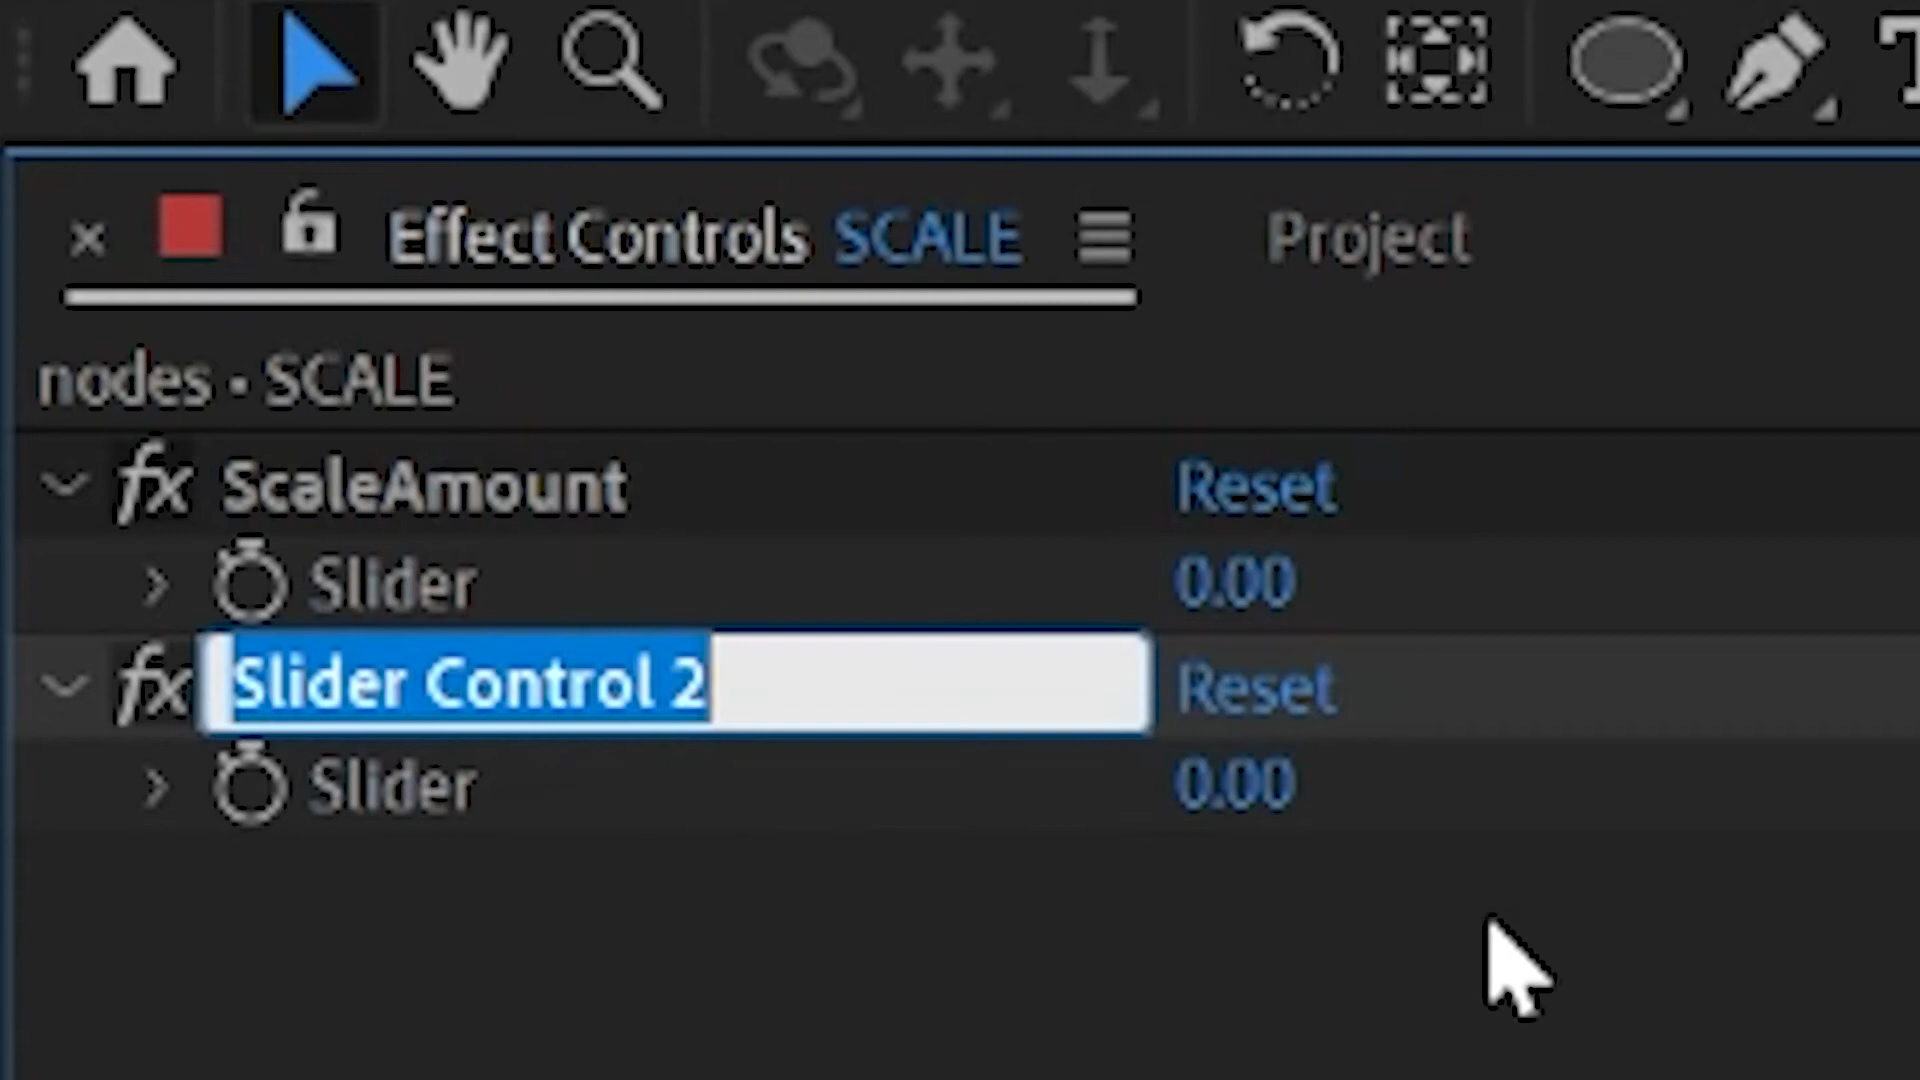 Effect Controls SCALE Project
nodes • SCALE
fx ScaleAmount Reset
Slider 0.00
fx Slider Control 2 Reset
Slider 0.00